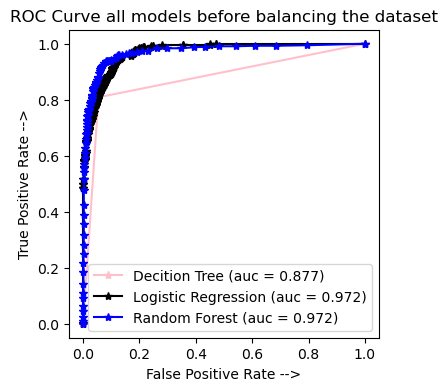 ROC Curve all models before balancing the dataset
True Positive Rate -->
1.0
0.8
0.6
0.4
0.2
0.0
Decition Tree (auc = 0.877)
Logistic Regression (auc = 0.972)
Random Forest (auc = 0.972)
0.0 0.2 0.4 0.6 0.8 1.0
False Positive Rate -->